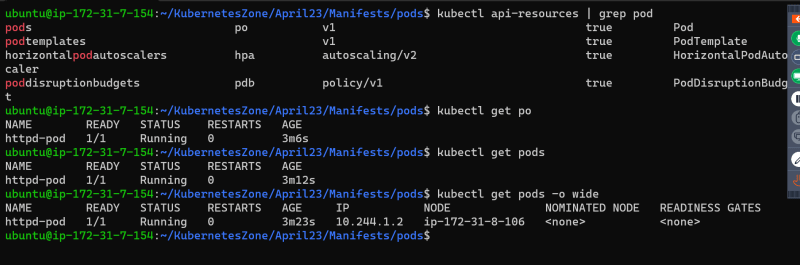 ubuntu@ip-172-31-7-154:~/KubernetesZone/April23/Manifests/pods$ kubectl api-resources | grep pod
pods po v1 true Pod
podtemplates v1 true PodTemplate
horizontalpodautoscalers hpa autoscaling/v2 true HorizontalPodAuto
caler
poddisruptionbudgets pdb policy/v1 true PodDisruptionBudg
t
ubuntu@ip-172-31-7-154:~/KubernetesZone/April23/Manifests/pods$ kubectl get po
NAME READY STATUS RESTARTS AGE
httpd-pod 1/1 Running 0 3m6s
ubuntu@ip-172-31-7-154:~/KubernetesZone/April23/Manifests/pods$ kubectl get pods
NAME READY STATUS RESTARTS AGE
httpd-pod 1/1 Running 0 3m12s
ubuntu@ip-172-31-7-154:~/KubernetesZone/April23/Manifests/pods$ kubectl get pods -o wide
NAME READY STATUS RESTARTS AGE IP NODE NOMINATED NODE READINESS GATES
httpd-pod 1/1 Running 0 3m23s 10.244.1.2 ip-172-31-8-106 <none> <none>
ubuntu@ip-172-31-7-154:~/KubernetesZone/April23/Manifests/pods$